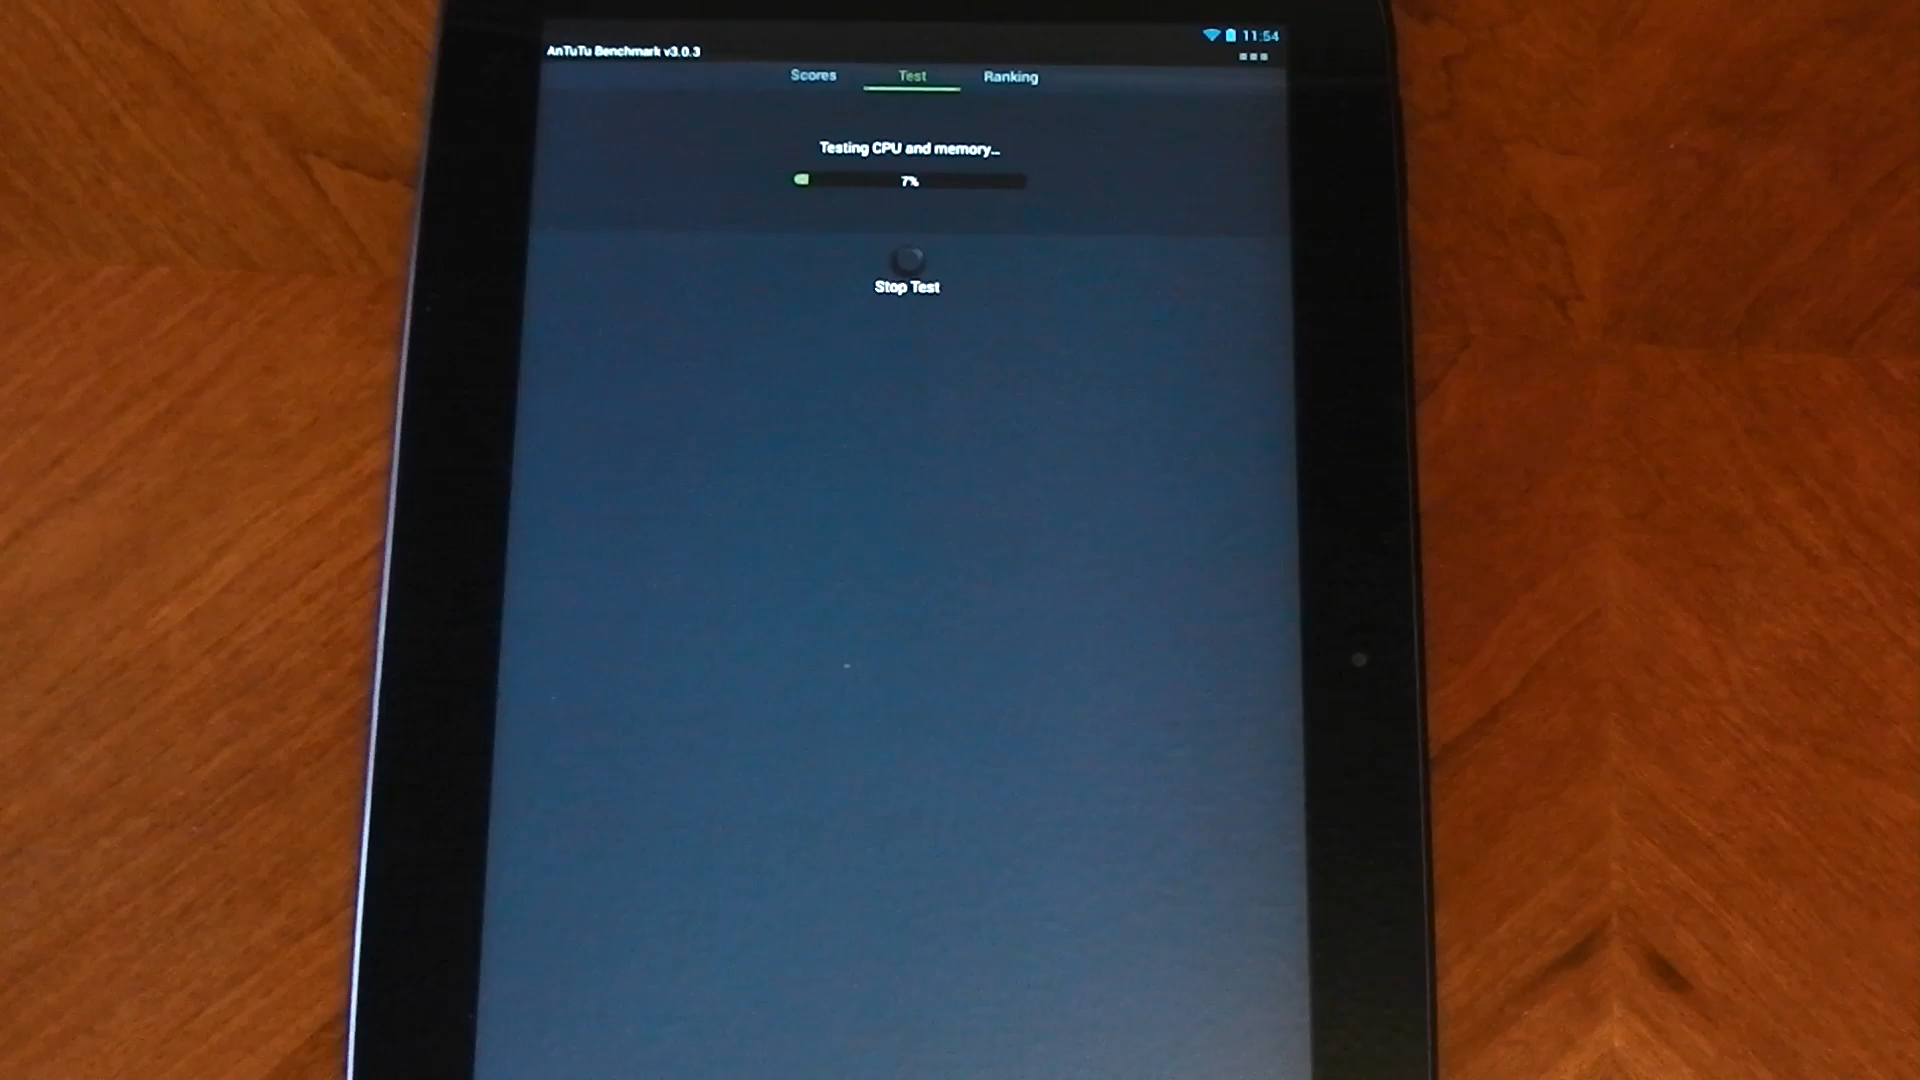 11:54
AnTuTu Benchmark v3.0.3
Scores Test Ranking
Testing CPU and memory...
7%
Stop Test